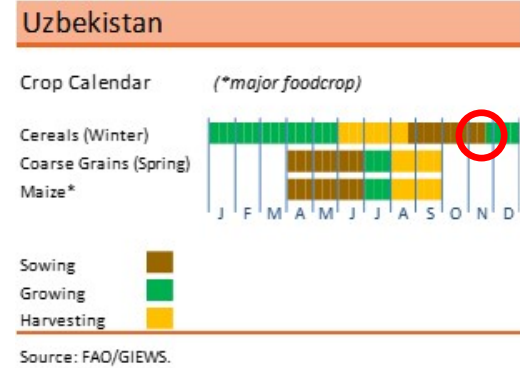 Uzbekistan
Crop Calendar (*major foodcrop)
Cereals (Winter)
Coarse Grains (Spring)
Maize*
J F M A M J J A S O N D
Sowing
Growing
Harvesting
Source: FAO/GIEWS.